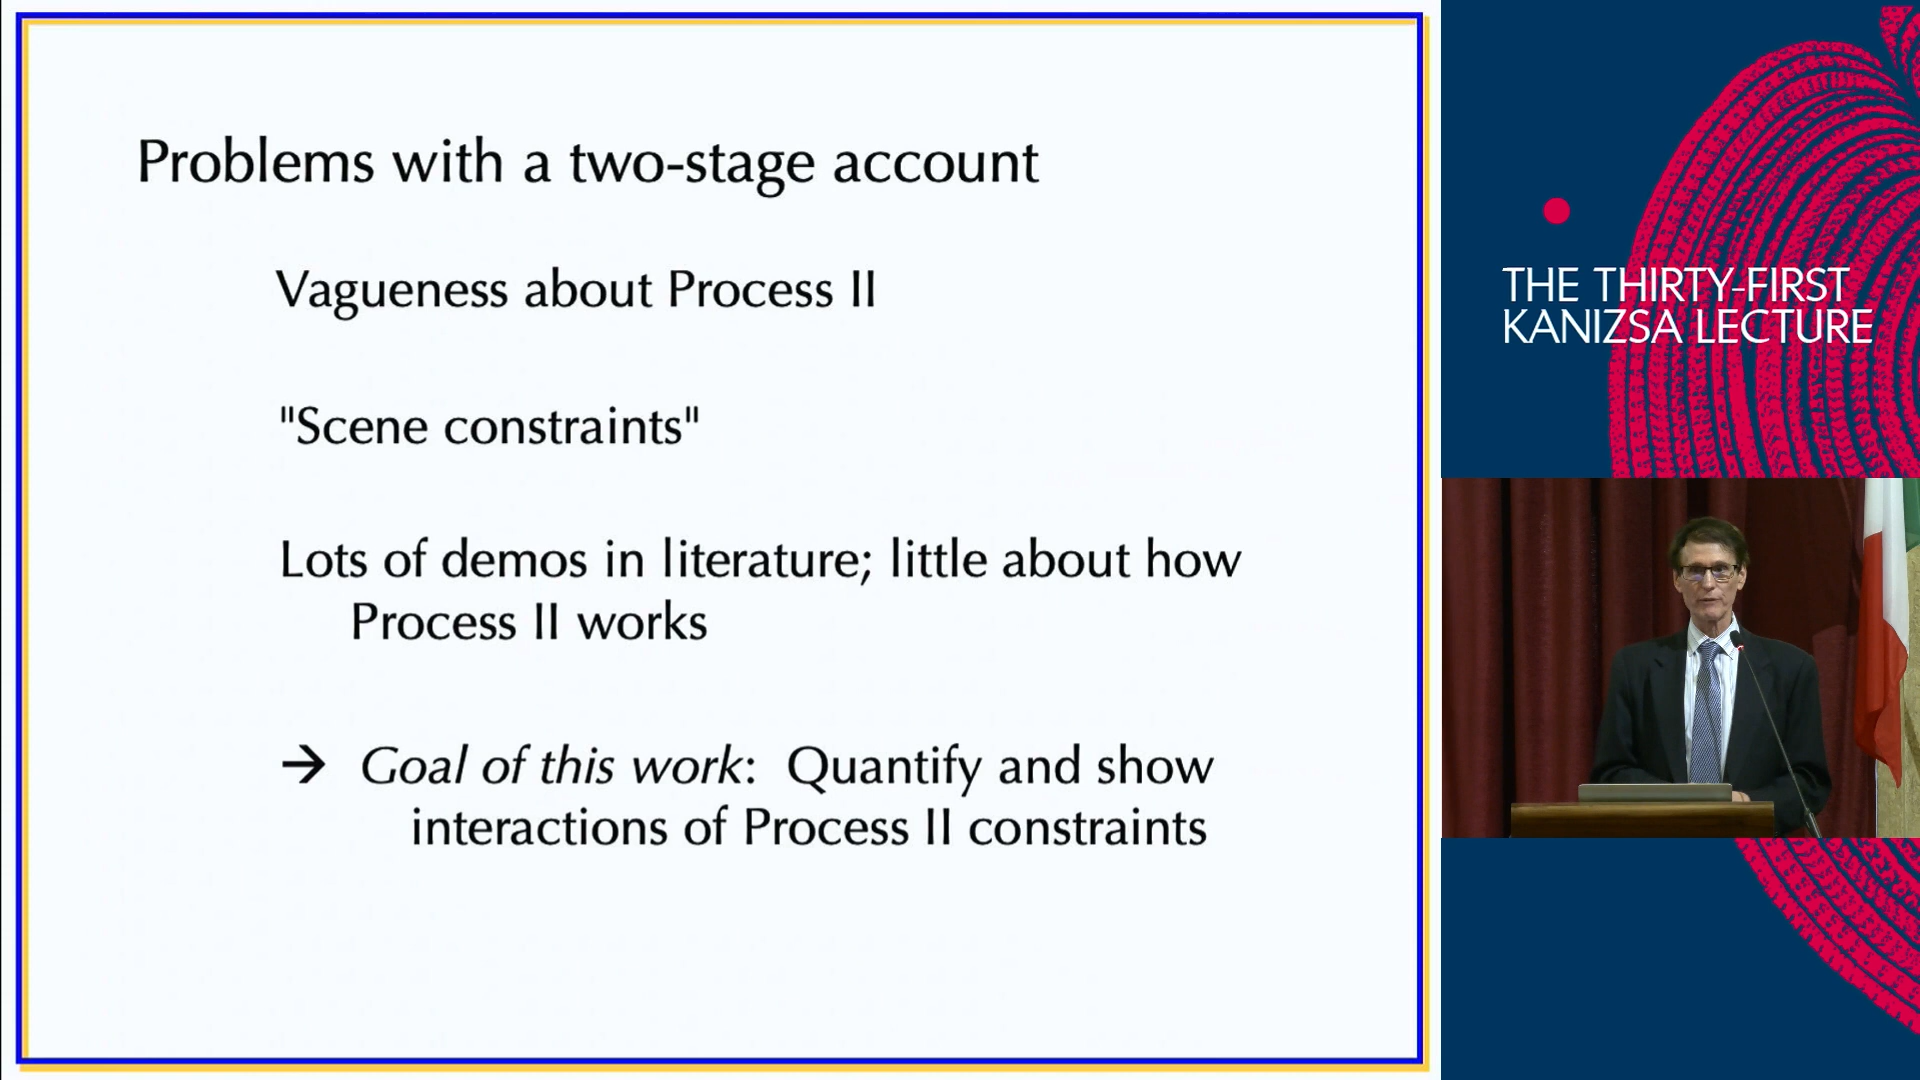 Problems with a two-stage account
Vagueness about Process II
"Scene constraints"
Lots of demos in literature; little about how
Process II works
→ Goal of this work: Quantify and show
interactions of Process II constraints
THE THIRTY-FIRST
KANIZSA LECTURE